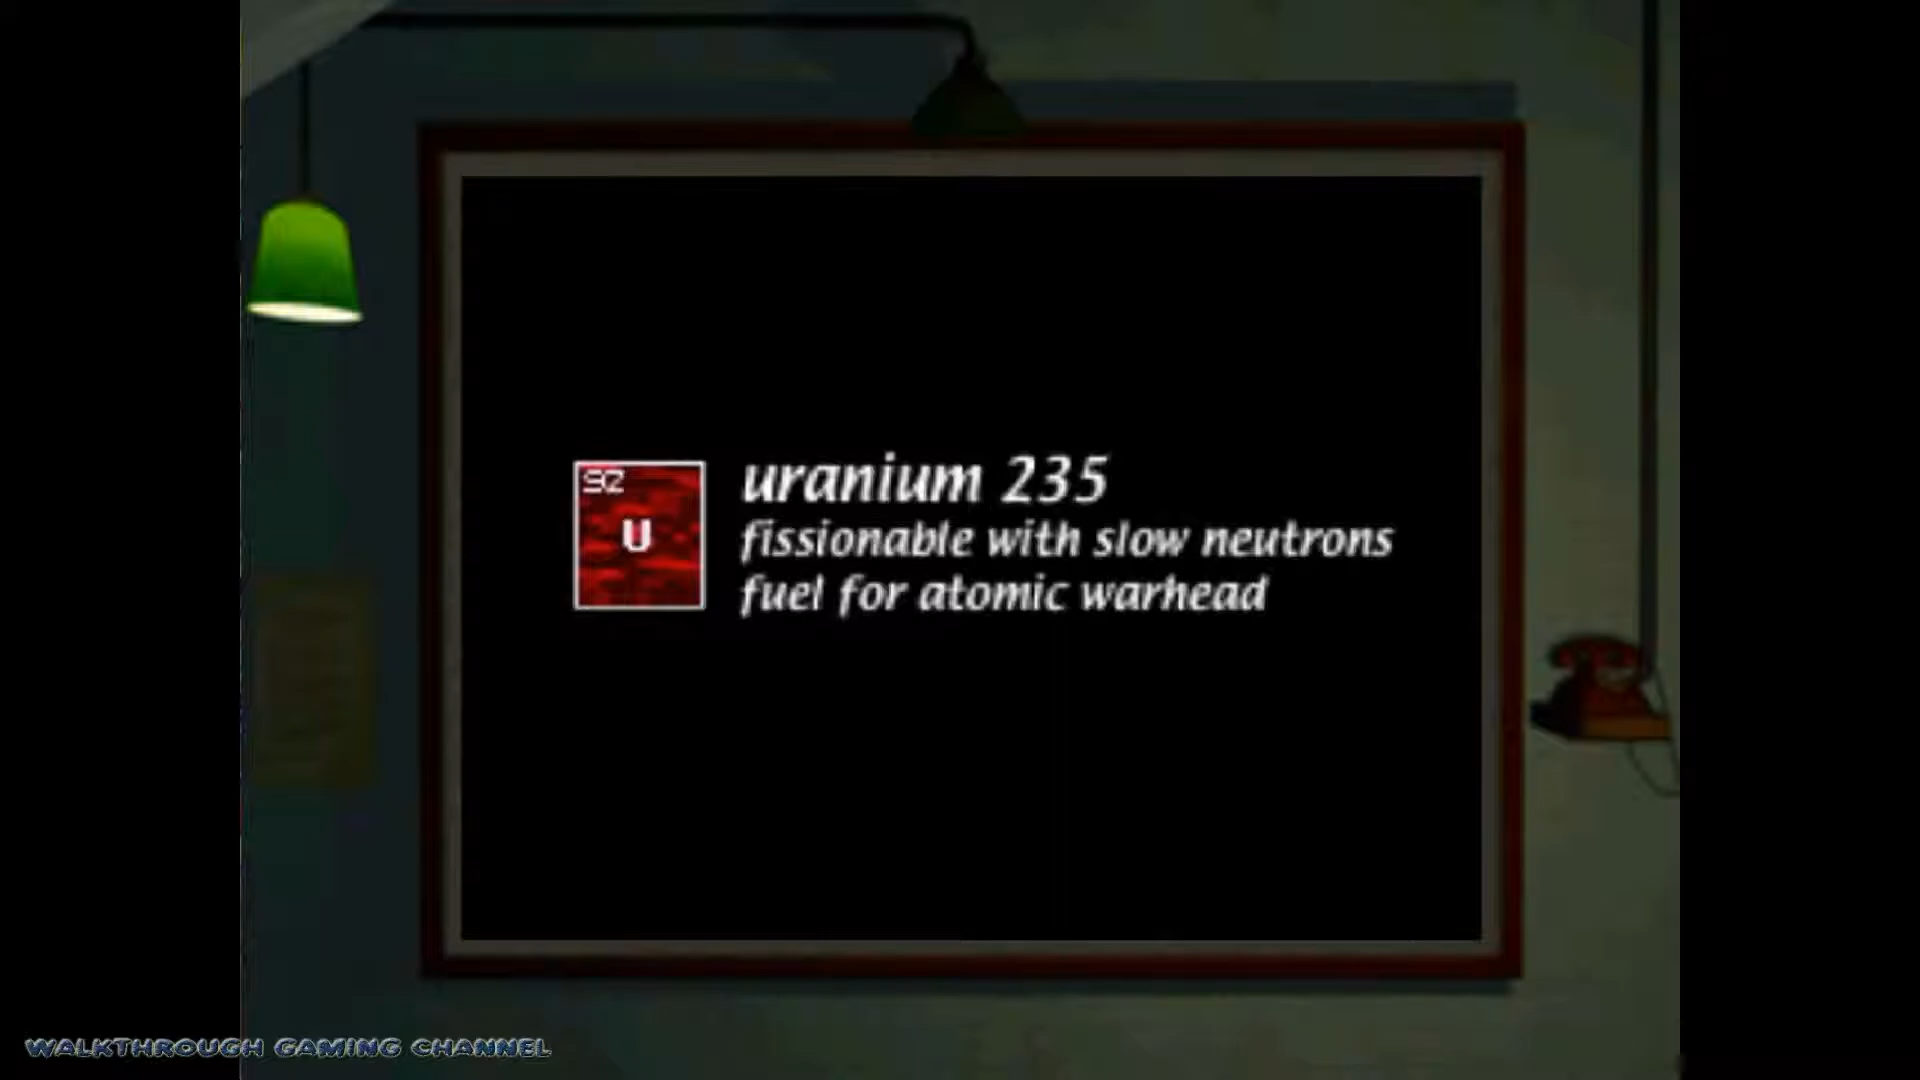 92
U
uranium 235
fissionable with slow neutrons
fuel for atomic warhead
WALKTHROUGH GAMING CHANNEL